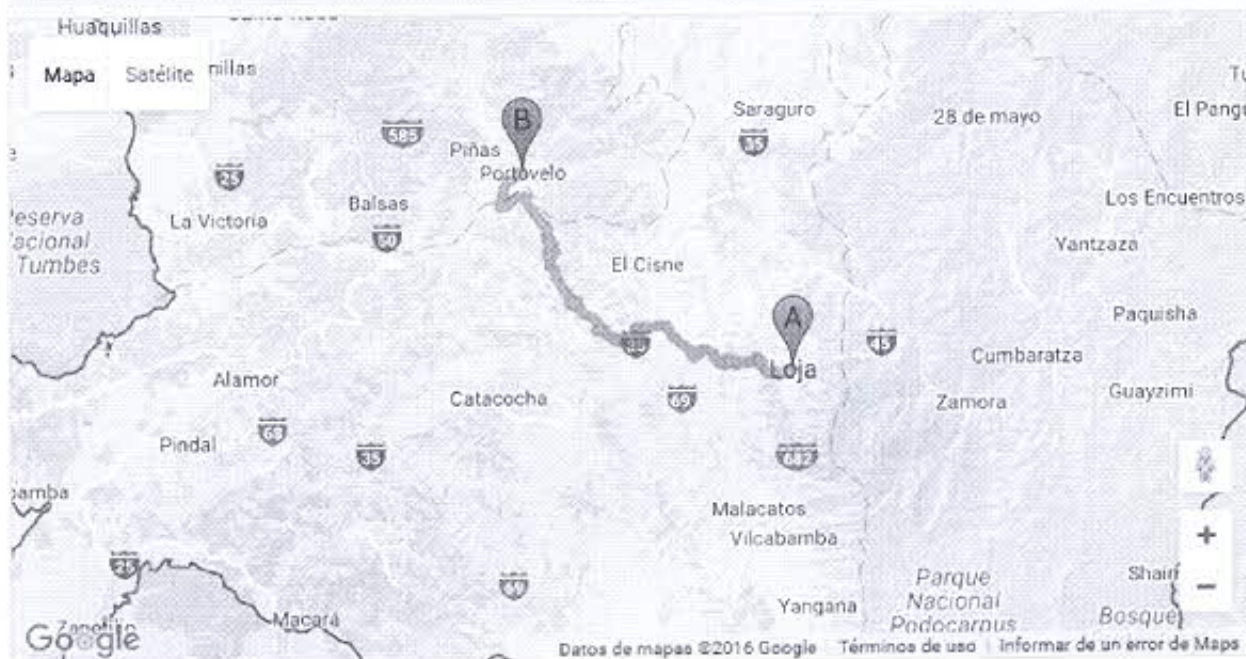 Huaquillas
Mapa Satélite
Saraguro
28 de mayo
El Pangu
585
35
B
Piñas
Portovelo
25
Balsas
La Victoria
Los Encuentros
50
Reserva
Nacional
Tumbes
Yantzaza
El Cisne
A
Paquisha
45
Cumbaratza
Loja
Alamor
Guayzimi
Catacocha
69
Zamora
68
Pindal
35
682
Malacatos
Vilcabamba
Parque
Nacional
Podocarpus
Yangana
Bosque
Macará
+
−
Google
Datos de mapas ©2016 Google
Términos de uso
Informar de un error de Maps